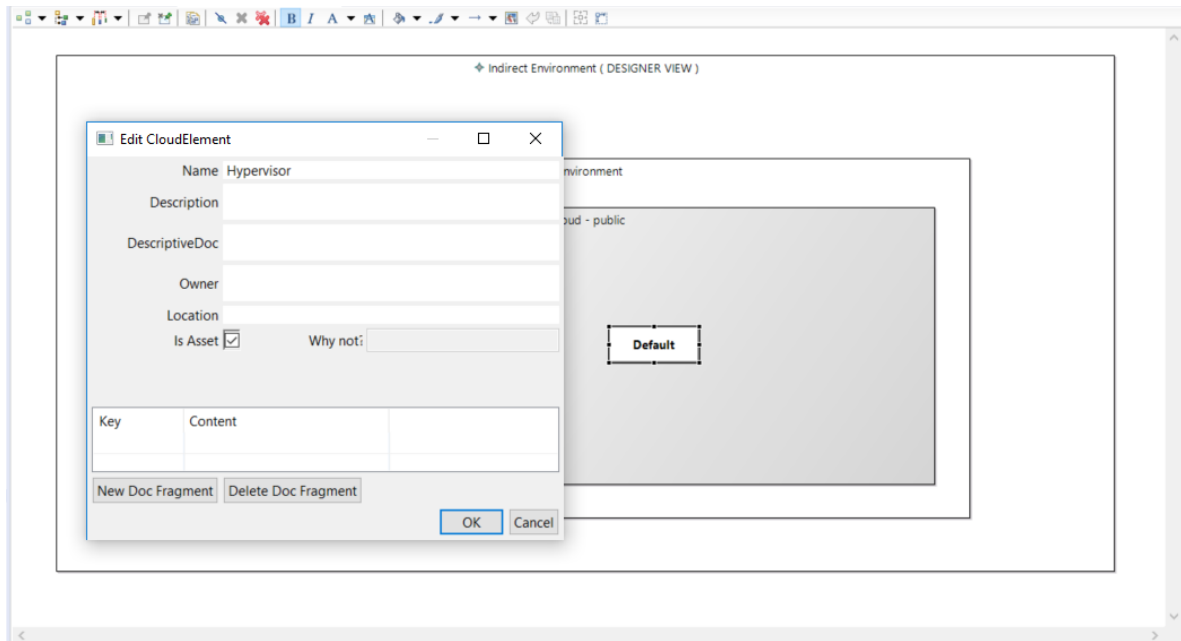 B I A
Indirect Environment ( DESIGNER VIEW )
Edit CloudElement
Name Hypervisor
nvironment
Description
oud - public
DescriptiveDoc
Owner
Location
Is Asset Why not?
Default
Key Content
New Doc Fragment Delete Doc Fragment
OK Cancel